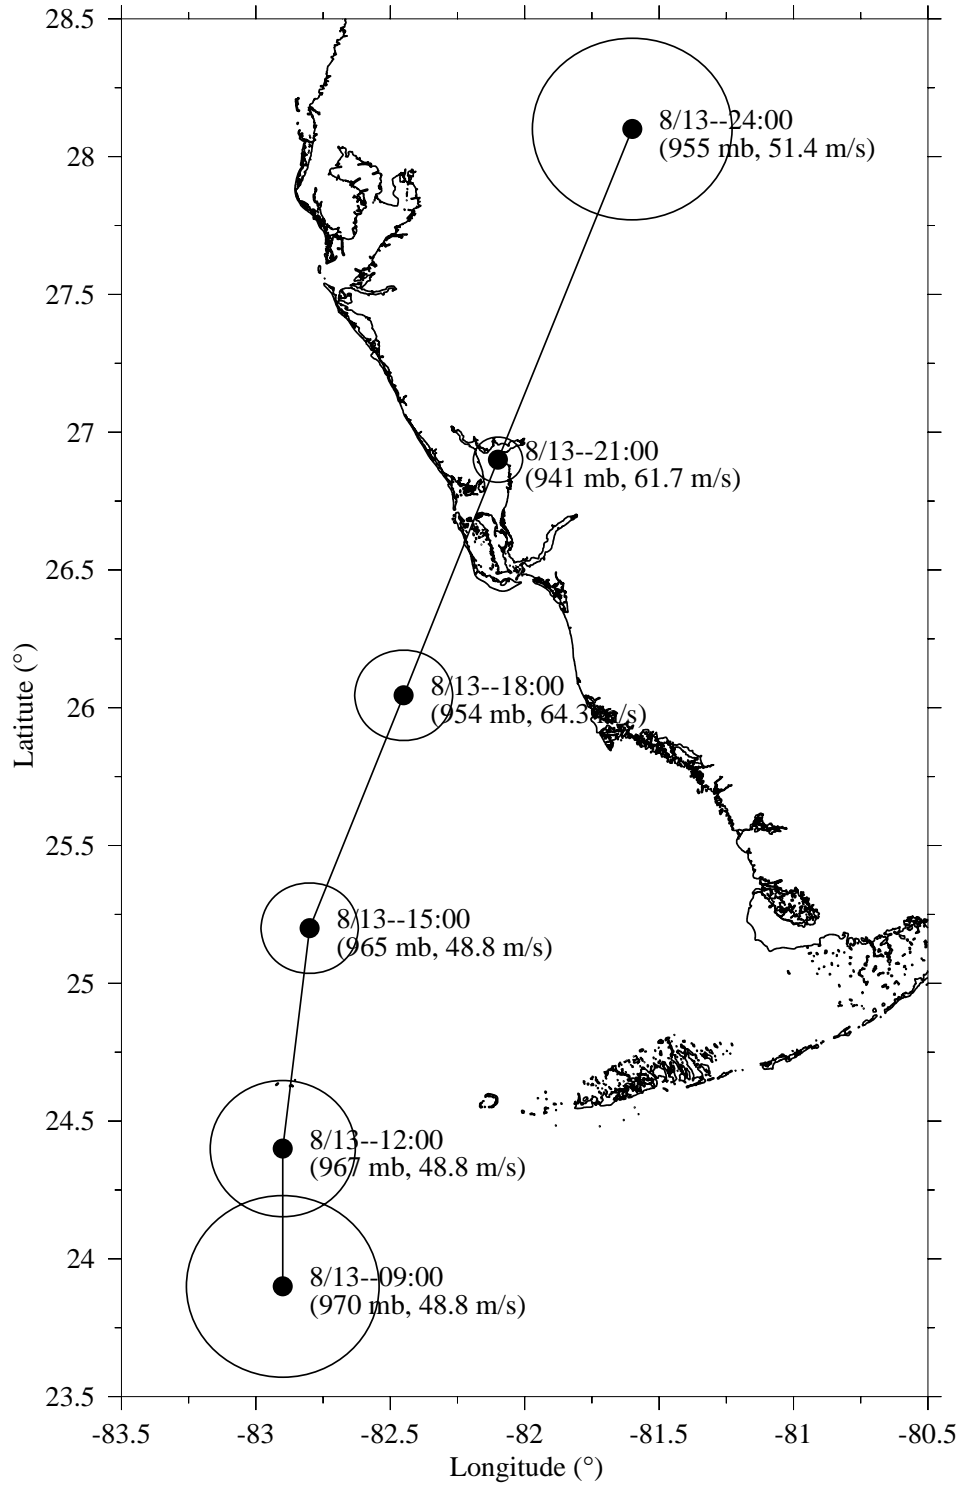 28.5
8/13--24:00
(955 mb, 51.4 m/s)
28
27.5
27
8/13--21:00
(941 mb, 61.7 m/s)
26.5
8/13--18:00
(954 mb, 64.3 m/s)
26
Latitute (°)
25.5
8/13--15:00
(965 mb, 48.8 m/s)
25
24.5
8/13--12:00
(967 mb, 48.8 m/s)
24
8/13--09:00
(970 mb, 48.8 m/s)
23.5
-83.5 -83 -82.5 -82 -81.5 -81 -80.5
Longitude (°)